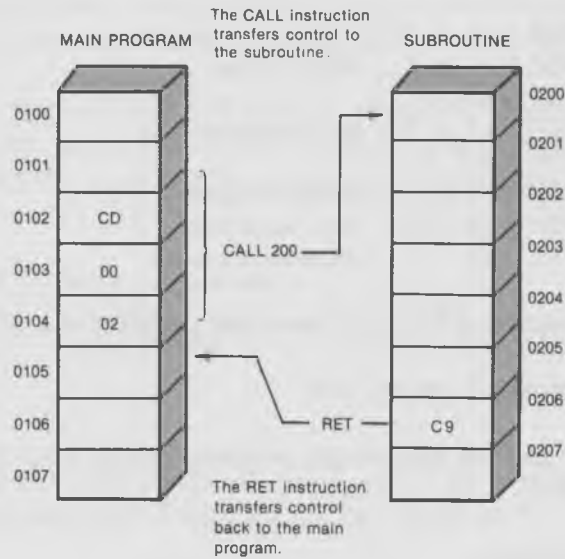 The CALL instruction
transfers control to
the subroutine.
MAIN PROGRAM
SUBROUTINE
0100
0101
0102
0103
0104
0105
0106
0107
CD
00
02
CALL 200
RET
0200
0201
0202
0203
0204
0205
0206
0207
C9
The RET instruction
transfers control
back to the main
program.